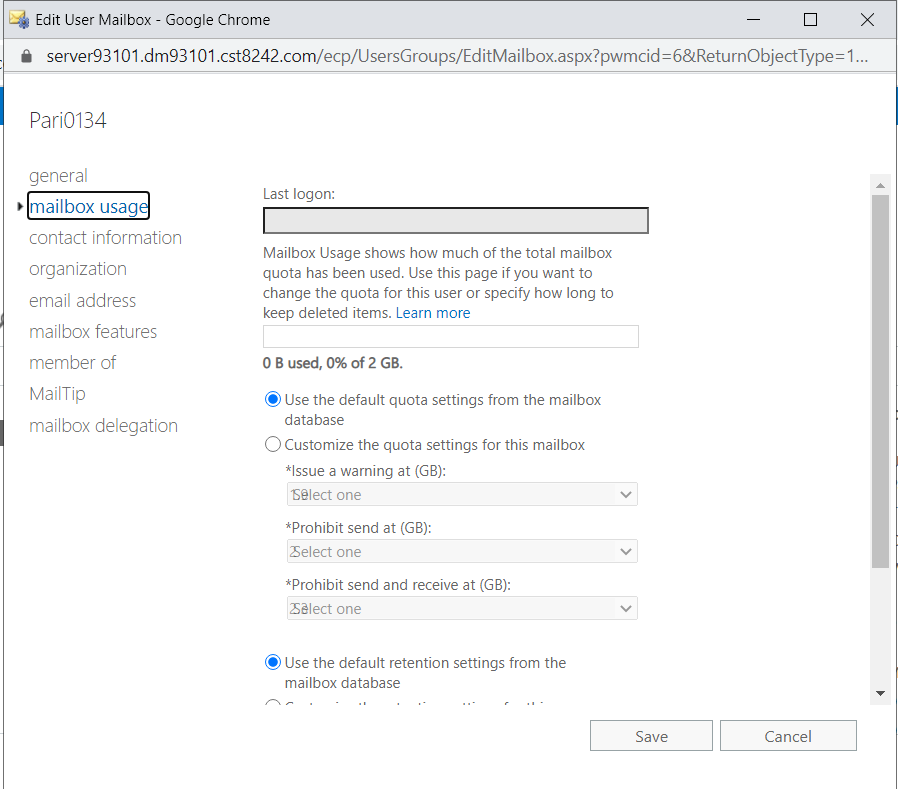 Edit User Mailbox - Google Chrome
server93101.dm93101.cst8242.com/ecp/UsersGroups/EditMailbox.aspx?pwmcid=6&ReturnObjectType=1...
Pari0134
general
mailbox usage
contact information
organization
email address
mailbox features
member of
MailTip
mailbox delegation
Last logon:
Mailbox Usage shows how much of the total mailbox
quota has been used. Use this page if you want to
change the quota for this user or specify how long to
keep deleted items. Learn more
0 B used, 0% of 2 GB.
Use the default quota settings from the mailbox
database
Customize the quota settings for this mailbox
*Issue a warning at (GB):
1.9 Select one
*Prohibit send at (GB):
2 Select one
*Prohibit send and receive at (GB):
2.3 Select one
Use the default retention settings from the
mailbox database
Save
Cancel